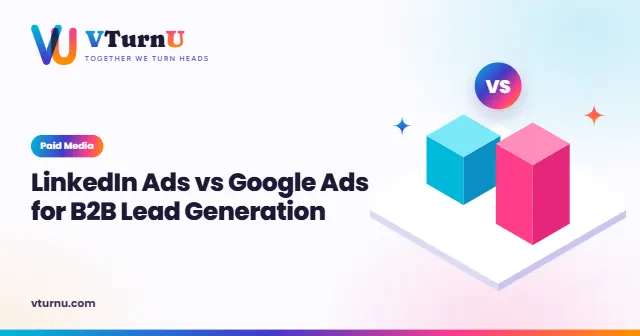 VTurnU
TOGETHER WE TURN HEADS
VS
Paid Media
LinkedIn Ads vs Google Ads
for B2B Lead Generation
vturnu.com